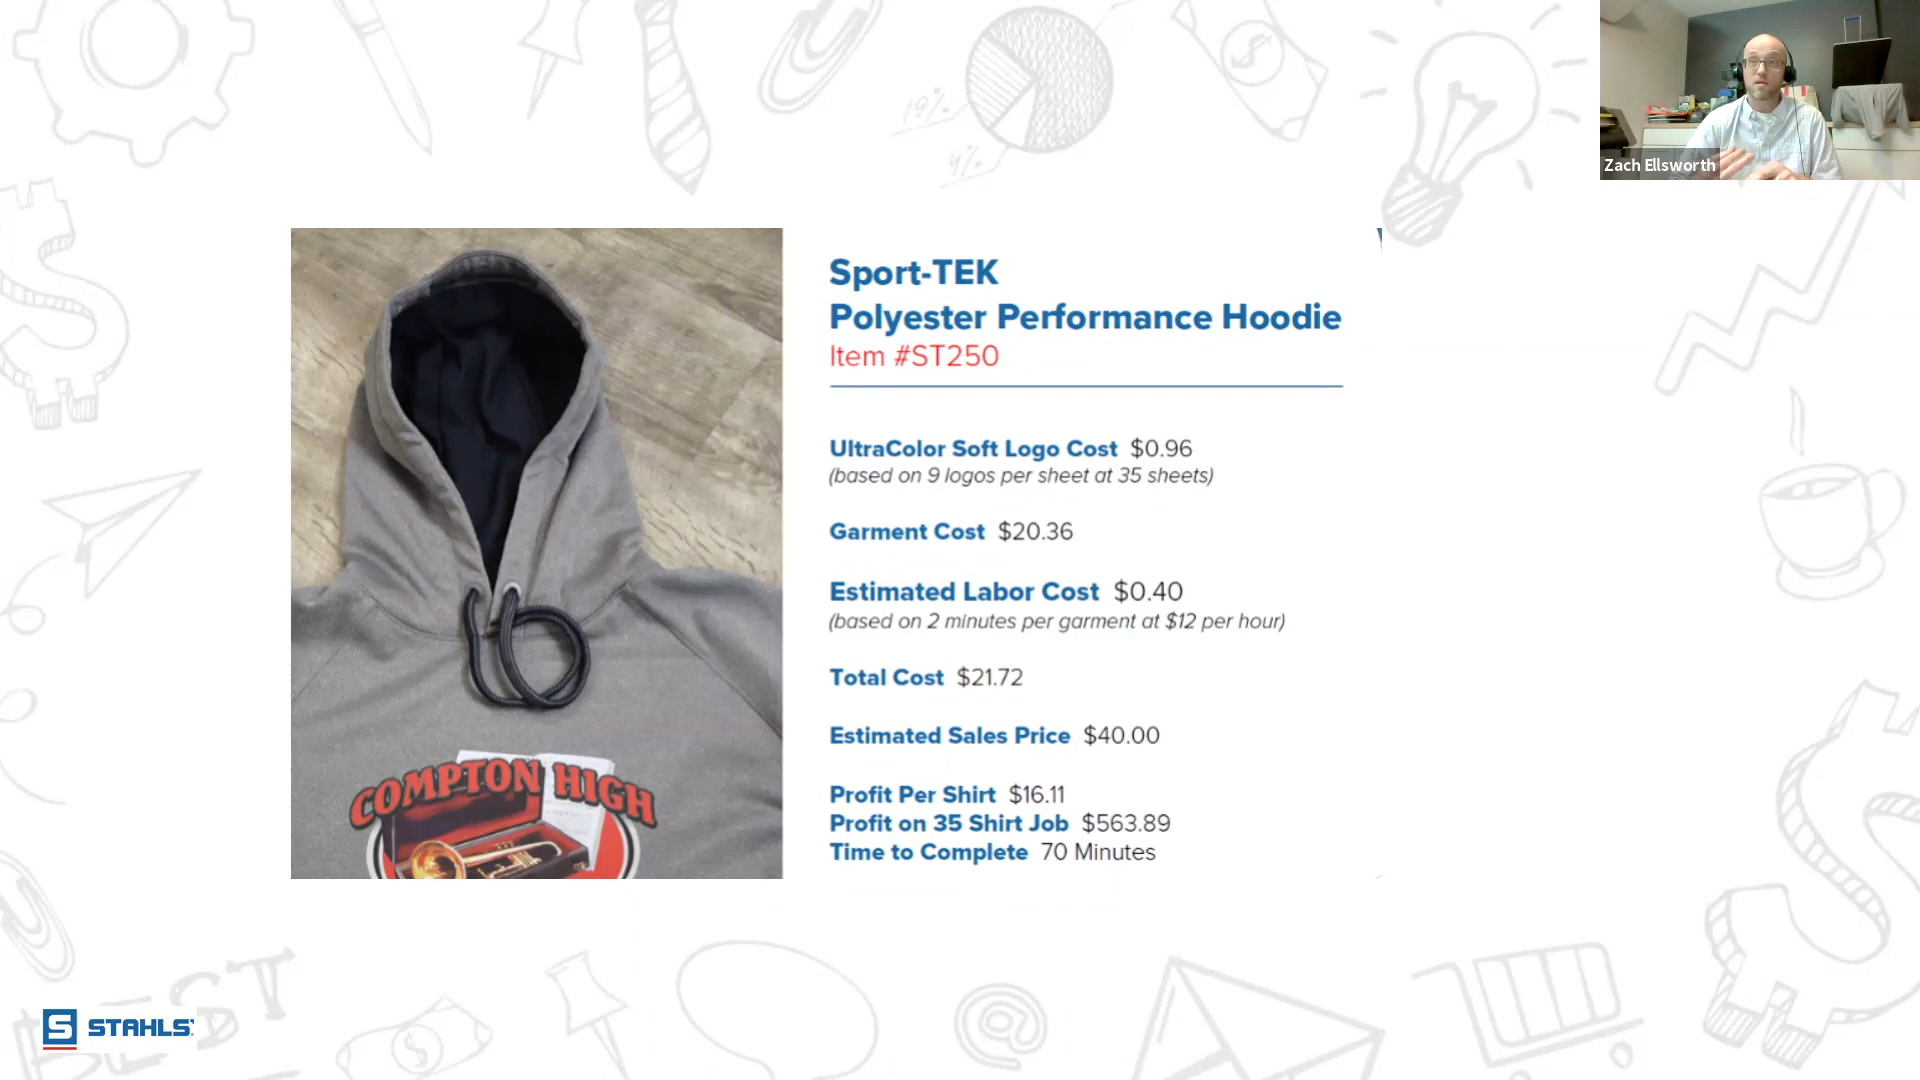 19%
9%
Zach Ellsworth
Sport-TEK
Polyester Performance Hoodie
Item #ST250
UltraColor Soft Logo Cost $0.96
(based on 9 logos per sheet at 35 sheets)
Garment Cost $20.36
Estimated Labor Cost $0.40
(based on 2 minutes per garment at $12 per hour)
Total Cost $21.72
Estimated Sales Price $40.00
Profit Per Shirt $16.11
Profit on 35 Shirt Job $563.89
Time to Complete 70 Minutes
COMPTON HIGH
BEST
S STAHLS'